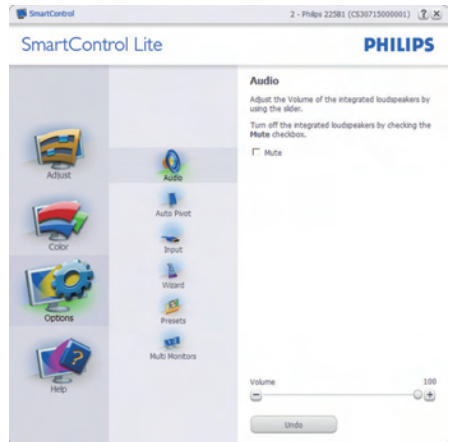 SmartControl
2 - Philips 225B1 (CS30715000001)
SmartControl Lite
PHILIPS
Adjust
Color
Options
Help
Audio
Auto Pivot
Input
Wizard
Presets
Multi Monitors
Audio
Adjust the Volume of the integrated loudspeakers by
using the slider.
Turn off the integrated loudspeakers by checking the
Mute checkbox.
Mute
Volume 100
Undo